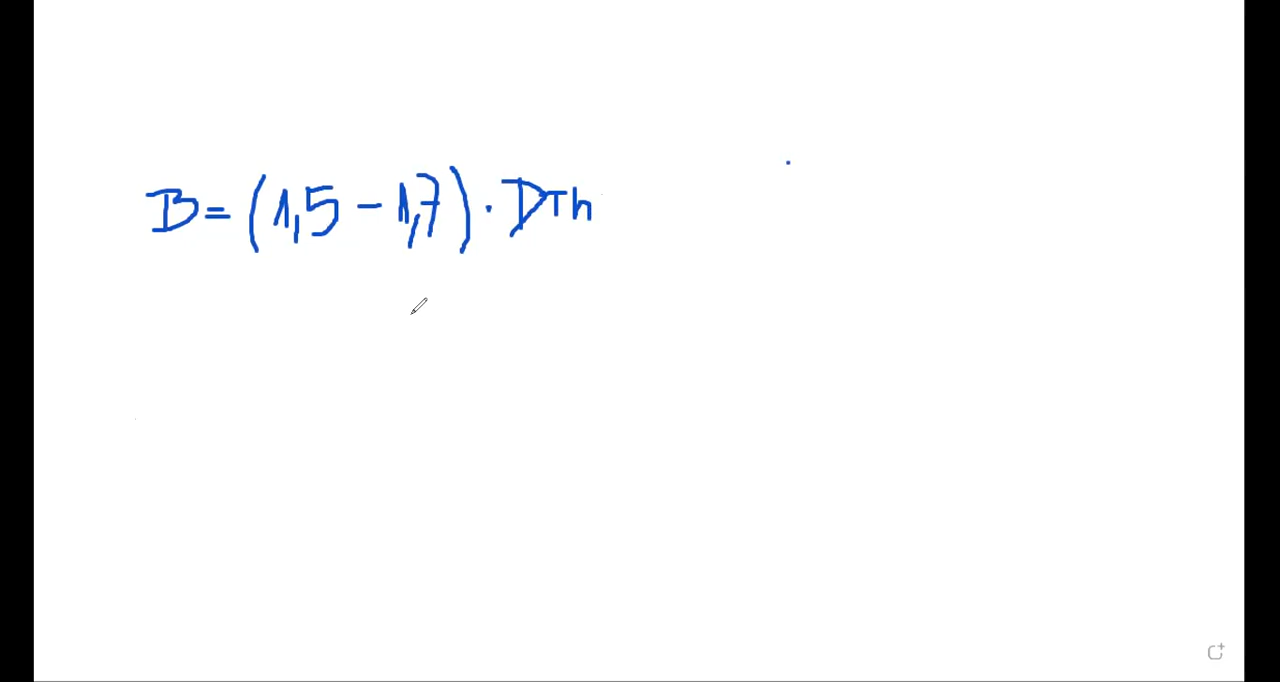 B = (1,5 – 1,7) · DTh